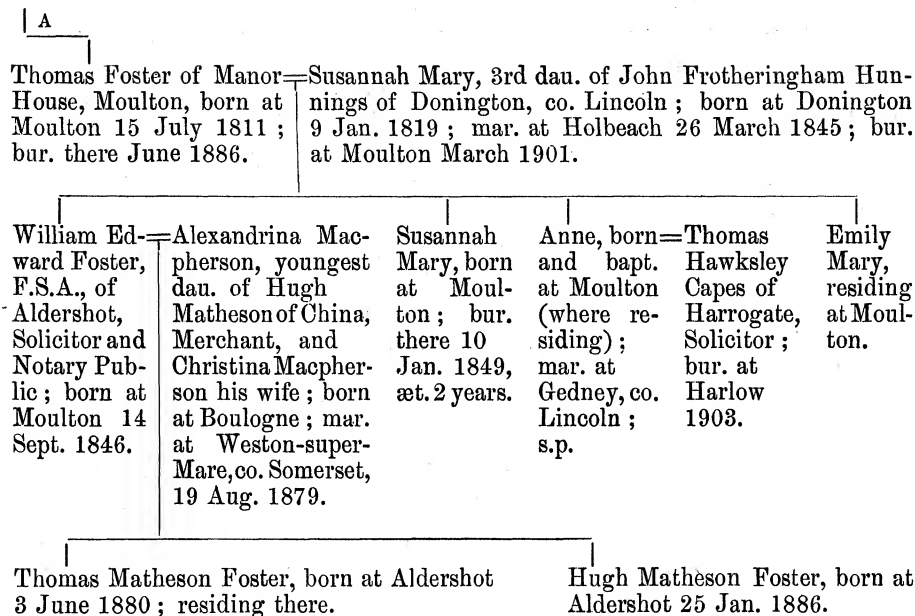 A
Thomas Foster of Manor
House, Moulton, born at
Moulton 15 July 1811 ;
bur. there June 1886.
Susannah Mary, 3rd dau. of John Frotheringham Hun-
nings of Donington, co. Lincoln ; born at Donington
9 Jan. 1819 ; mar. at Holbeach 26 March 1845 ; bur.
at Moulton March 1901.
William Ed-
ward Foster,
F.S.A., of
Aldershot,
Solicitor and
Notary Pub-
lic ; born at
Moulton 14
Sept. 1846.
Alexandrina Mac-
pherson, youngest
dau. of Hugh
Matheson of China,
Merchant, and
Christina Macpher-
son his wife ; born
at Boulogne ; mar.
at Weston-super-
Mare, co. Somerset,
19 Aug. 1879.
Susannah
Mary, born
at Moul-
ton ; bur.
there 10
Jan. 1849,
æt. 2 years.
Anne, born
and bapt.
at Moulton
(where re-
siding) ;
mar. at
Gedney, co.
Lincoln ;
s.p.
Thomas
Hawksley
Capes of
Harrogate,
Solicitor ;
bur. at
Harlow
1903.
Emily
Mary,
residing
at Moul-
ton.
Thomas Matheson Foster, born at Aldershot
3 June 1880 ; residing there.
Hugh Matheson Foster, born at
Aldershot 25 Jan. 1886.